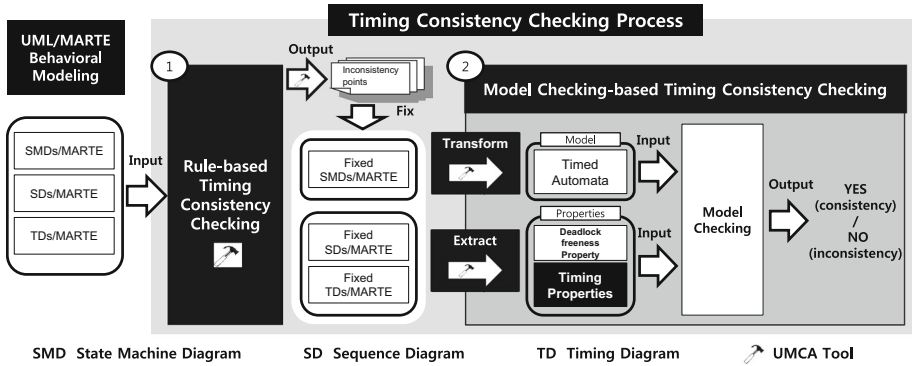 Timing Consistency Checking Process
UML/MARTE
Behavioral
Modeling
SMDs/MARTE
SDs/MARTE
TDs/MARTE
Input
1
Rule-based
Timing
Consistency
Checking
Output
Inconsistency
points
Fix
Fixed
SMDs/MARTE
Fixed
SDs/MARTE
Fixed
TDs/MARTE
2
Model Checking-based Timing Consistency Checking
Transform
Extract
Model
Timed
Automata
Properties
Deadlock
freeness
Property
Timing
Properties
Input
Input
Model
Checking
Output
YES
(consistency)
/
NO
(inconsistency)
SMD State Machine Diagram
SD Sequence Diagram
TD Timing Diagram
UMCA Tool